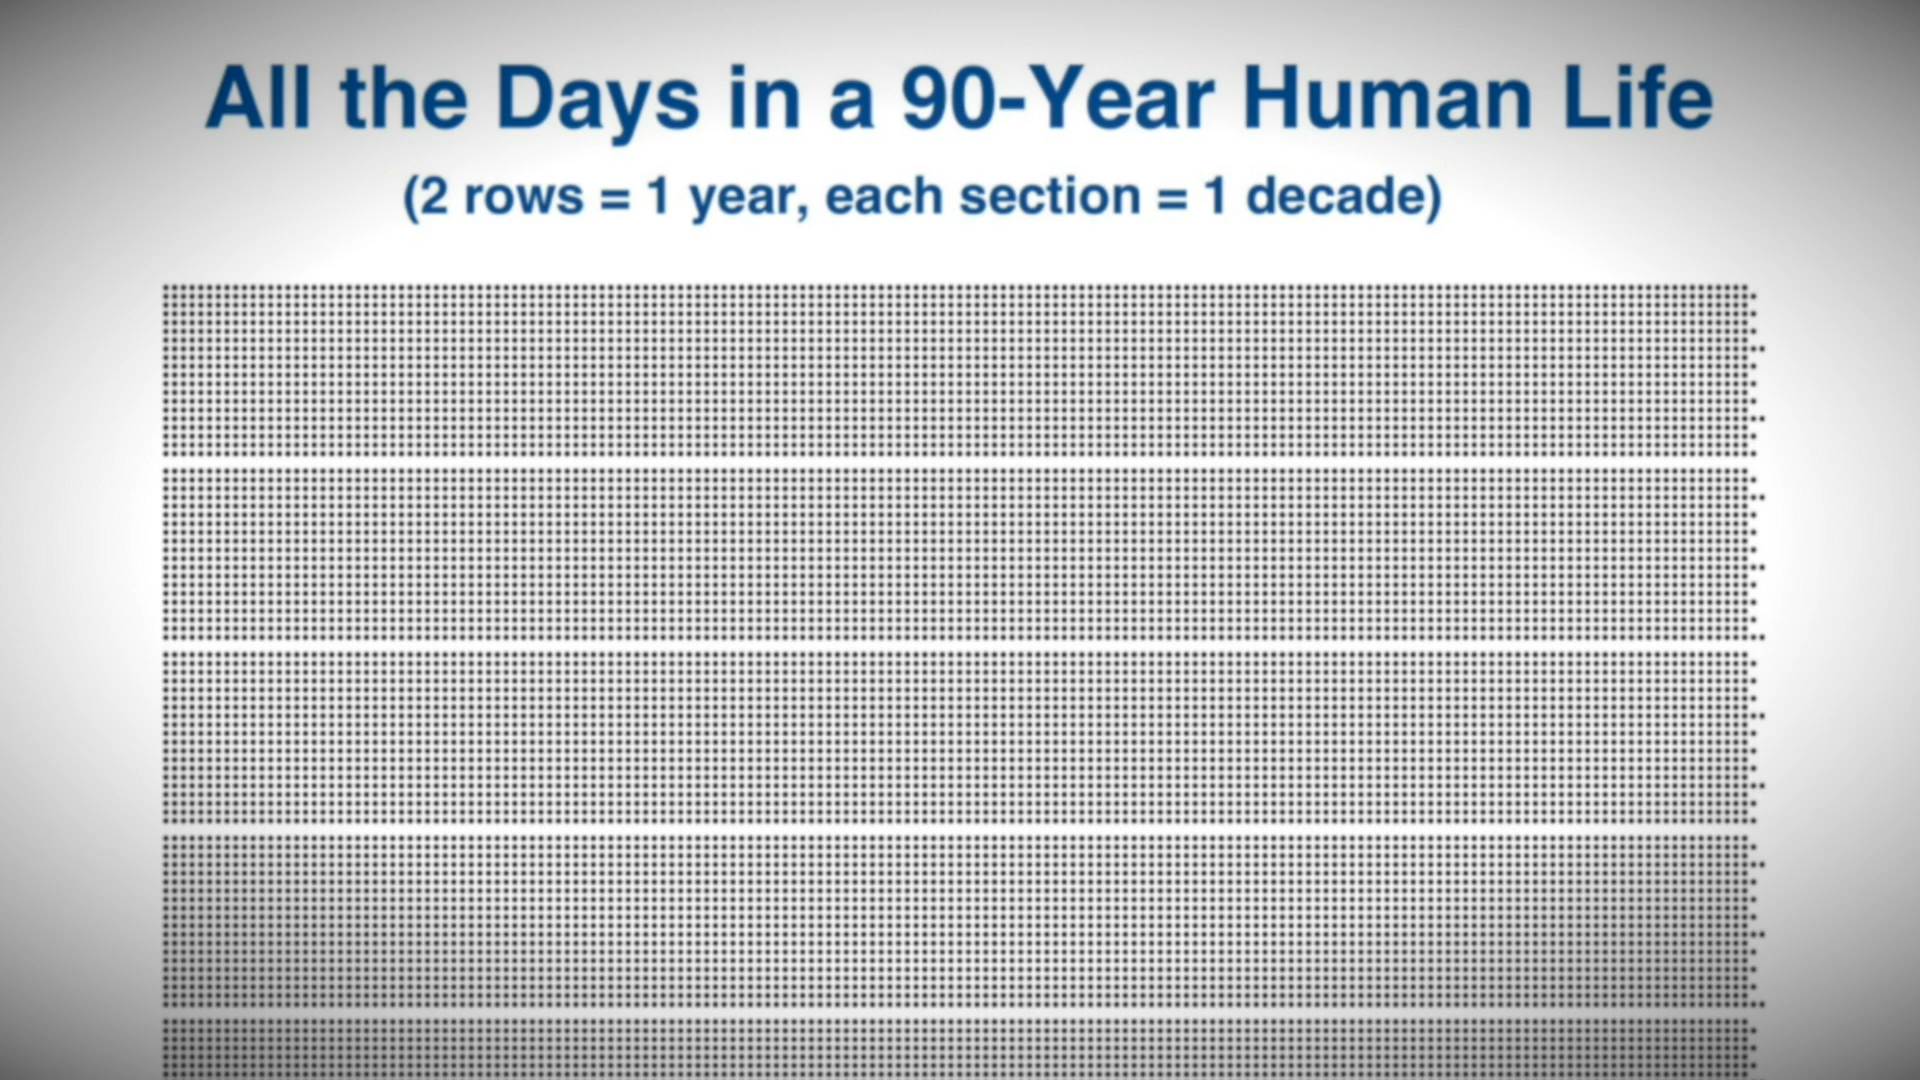 All the Days in a 90-Year Human Life
(2 rows = 1 year, each section = 1 decade)